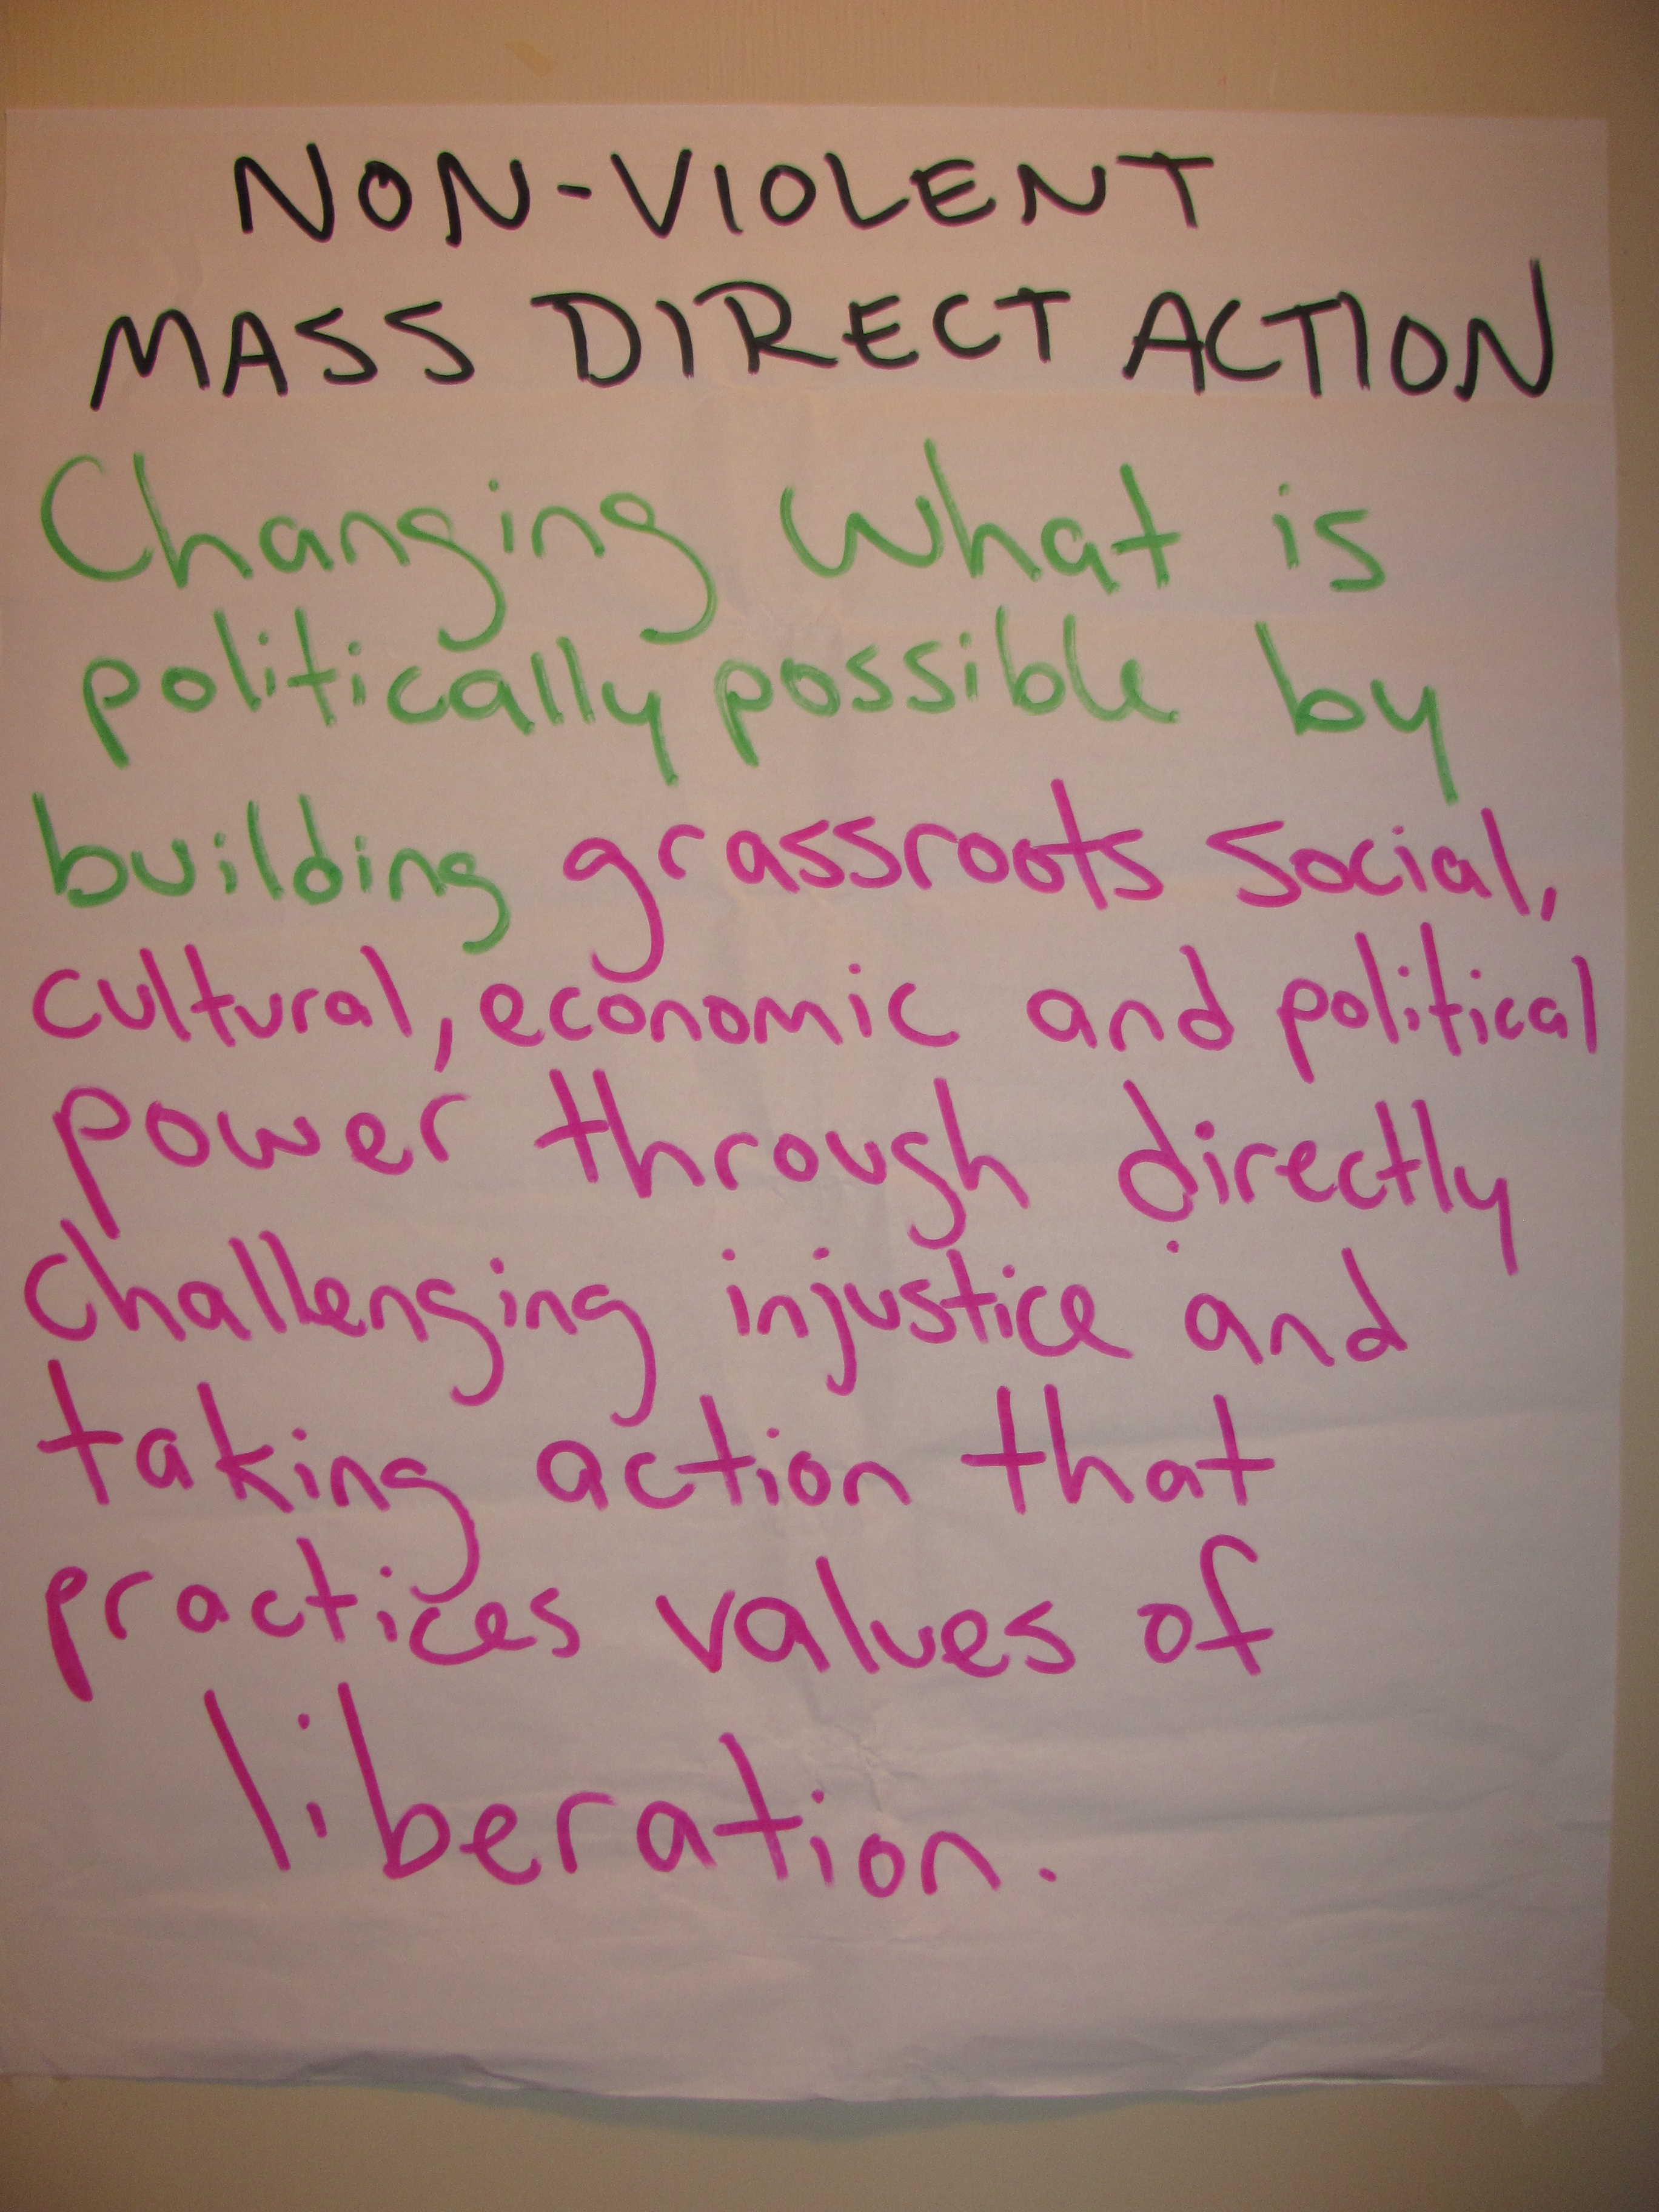 NON-VIOLENT
MASS DIRECT ACTION
Changing what is
politically possible by
building grassroots social,
cultural, economic and political
power through directly
challenging injustice and
taking action that
practices values of
liberation.